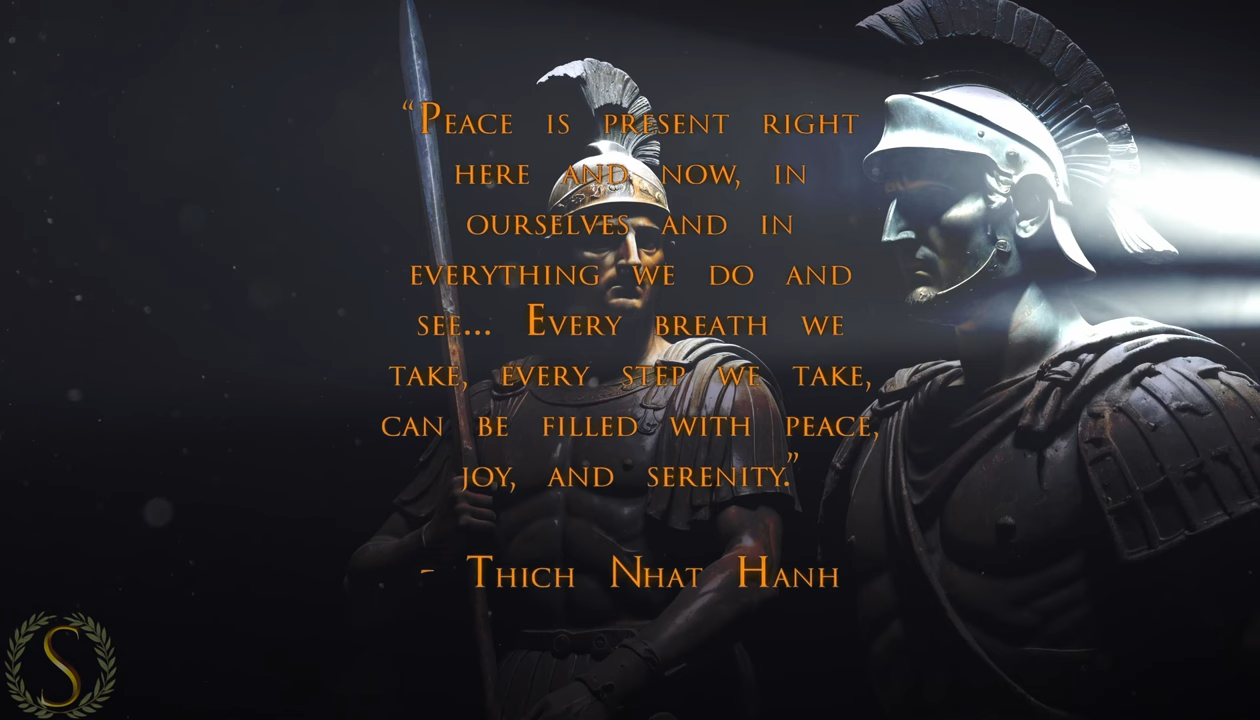 “Peace is present right
here and now, in
ourselves and in
everything we do and
see... Every breath we
take, every step we take,
can be filled with peace,
joy, and serenity.”
- Thich Nhat Hanh
S